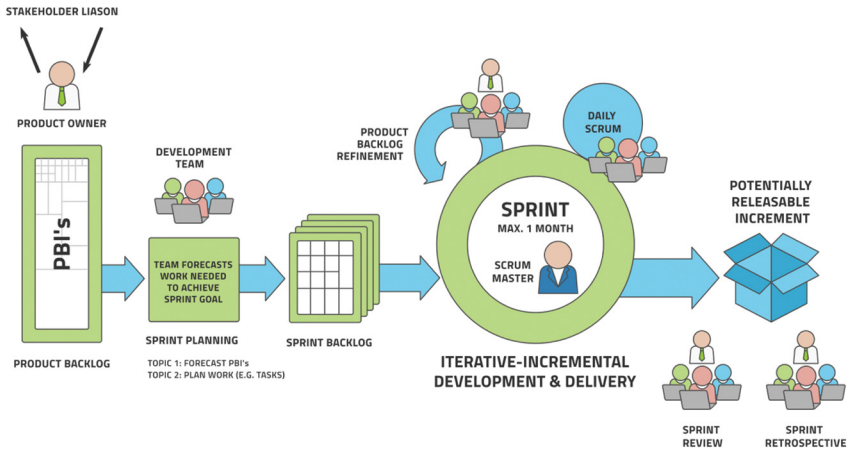 STAKEHOLDER LIASON
PRODUCT OWNER
PBI's
PRODUCT BACKLOG
DEVELOPMENT
TEAM
TEAM FORECASTS
WORK NEEDED
TO ACHIEVE
SPRINT GOAL
SPRINT PLANNING
TOPIC 1: FORECAST PBI's
TOPIC 2: PLAN WORK (E.G. TASKS)
SPRINT BACKLOG
PRODUCT
BACKLOG
REFINEMENT
DAILY
SCRUM
SPRINT
MAX. 1 MONTH
SCRUM
MASTER
ITERATIVE-INCREMENTAL
DEVELOPMENT & DELIVERY
POTENTIALLY
RELEASABLE
INCREMENT
SPRINT
REVIEW
SPRINT
RETROSPECTIVE